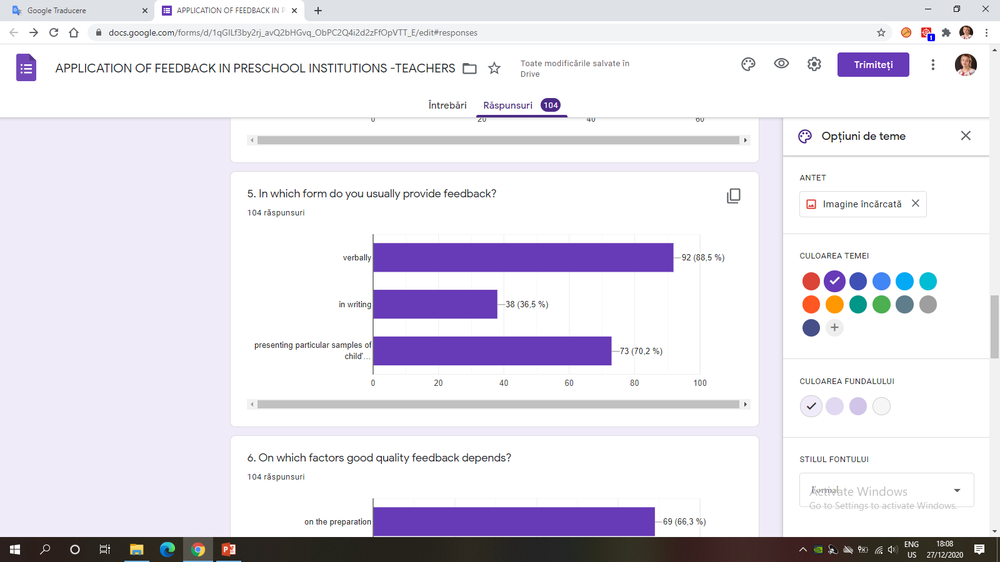 Google Traducere
APPLICATION OF FEEDBACK IN P
docs.google.com/forms/d/1qGlLf3by2rj_avQ2bHGvq_ObPC2Q4i2d2zFfOpVTT_E/edit#responses
1
APPLICATION OF FEEDBACK IN PRESCHOOL INSTITUTIONS -TEACHERS
Toate modificările salvate în
Drive
Trimiteți
Întrebări
Răspunsuri 104
0 20 40 60
Opțiuni de teme
ANTET
Imagine încărcată
CULOAREA TEMEI
CULOAREA FUNDALULUI
STILUL FONTULUI
Formal
5. In which form do you usually provide feedback?
104 răspunsuri
verbally
92 (88,5 %)
in writing
38 (36,5 %)
presenting particular samples of
child'...
73 (70,2 %)
0 20 40 60 80 100
6. On which factors good quality feedback depends?
104 răspunsuri
on the preparation
69 (66,3 %)
Activate Windows
Go to Settings to activate Windows.
ENG
US
18:08
27/12/2020